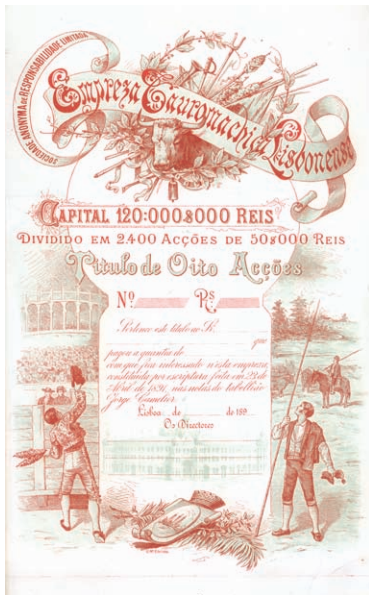 SOCIEDADE ANONYMA DE RESPONSABILIDADE LIMITADA
Empreza Tauromachica Lisbonense
CAPITAL 120:000$000 REIS
DIVIDIDO EM 2400 ACÇÕES DE 50$000 REIS
Titulo de Oito Acções
Nº Rs
Pertence este titulo ao Sr. que
pagou a quantia de
com que fica interessado n'esta empreza,
constituida por escriptura feita em 28 de
Abril de 1891, nas notas do tabellião
Jorge Camelier.
Lisboa, de de 189
Os Directores